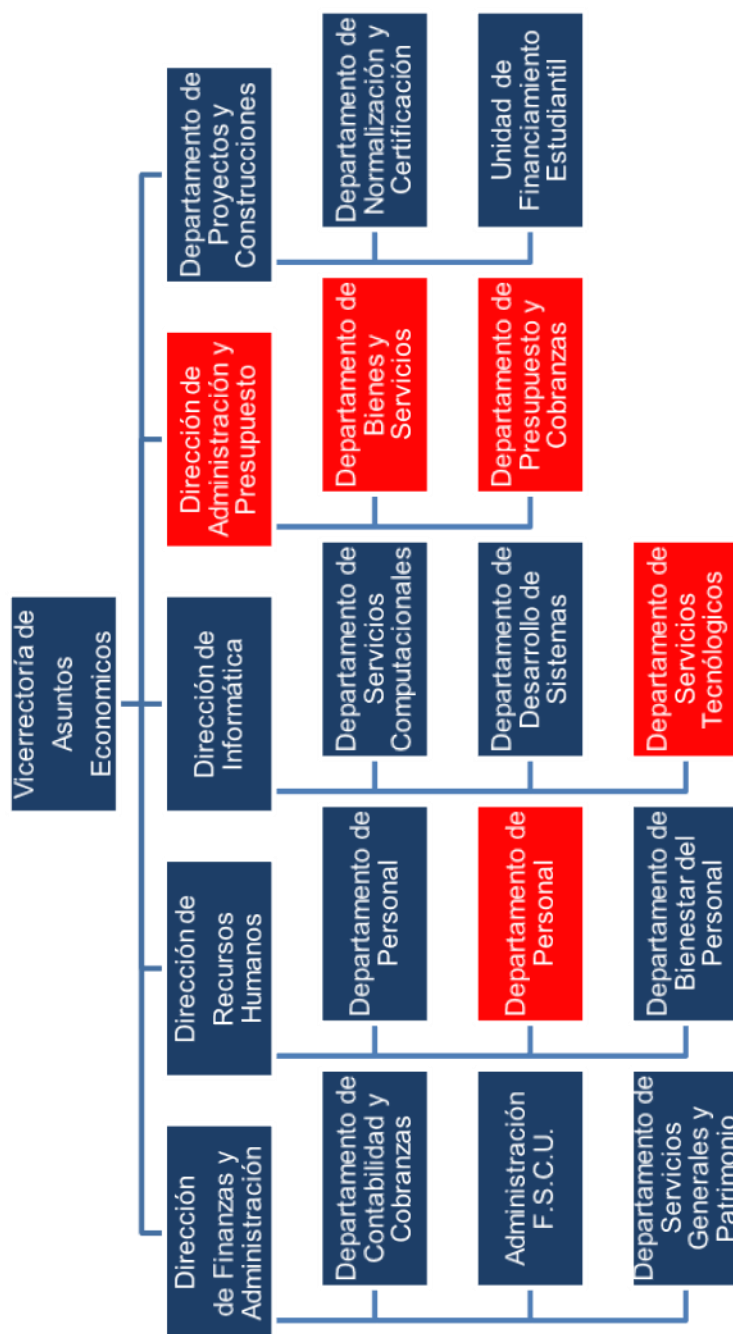 Vicerrectoría de
Asuntos
Economicos
Dirección
de Finanzas y
Administración
Departamento de
Contabilidad y
Cobranzas
Administración
F.S.C.U.
Departamento de
Servicios
Generales y
Patrimonio
Dirección de
Recursos
Humanos
Departamento de
Personal
Departamento de
Personal
Departamento de
Bienestar del
Personal
Dirección de
Informática
Departamento de
Servicios
Computacionales
Departamento de
Desarrollo de
Sistemas
Departamento de
Servicios
Tecnólogicos
Dirección de
Administración y
Presupuesto
Departamento de
Bienes y
Servicios
Departamento de
Presupuesto y
Cobranzas
Departamento de
Proyectos y
Construcciones
Departamento de
Normalización y
Certificación
Unidad de
Financiamiento
Estudiantil